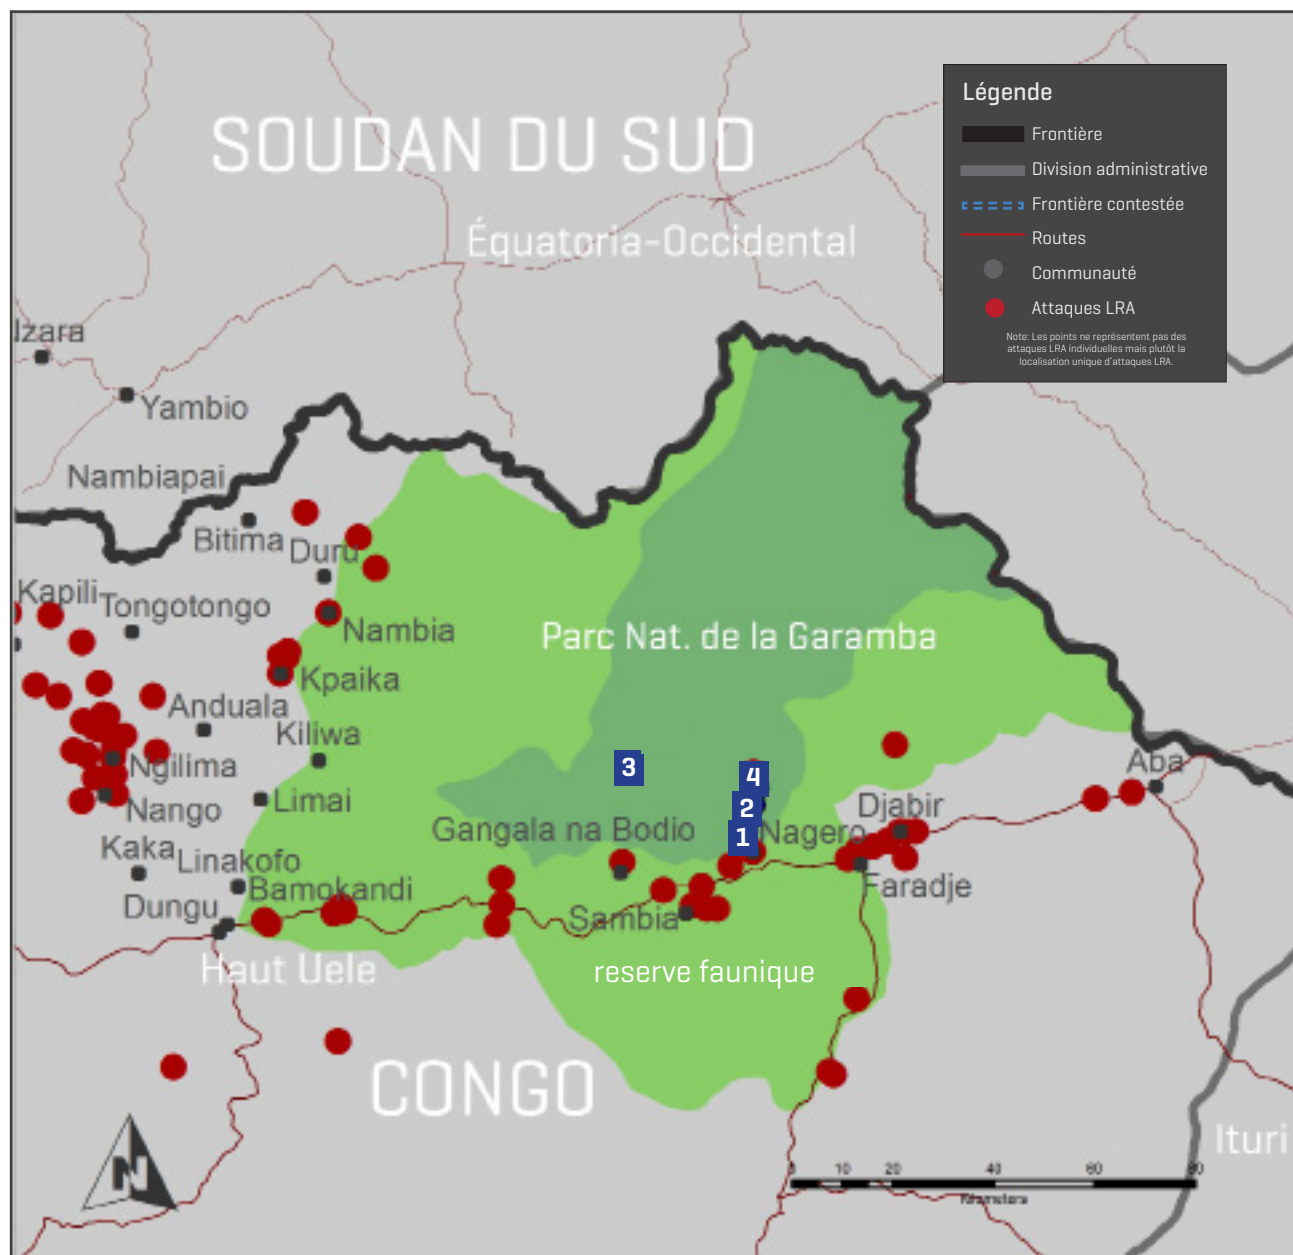 Légende
Frontière
Division administrative
Frontière contestée
Routes
Communauté
Attaques LRA
Note: Les points ne représentent pas des
attaques LRA individuelles mais plutôt la
localisation unique d'attaques LRA.
SOUDAN DU SUD
Équatoria-Occidental
Izara
Yambio
Nambiapai
Bitima
Duru
Kapili
Tongotongo
Nambia
Parc Nat. de la Garamba
Kpaika
Anduala
Kiliwa
Ngilima
3
4
Aba
Limai
Nango
2
Djabir
Gangala na Bodio
1
Nagero
Kaka
Linakofo
Bamokandi
Faradje
Dungu
Sambia
Haut Uele
reserve faunique
CONGO
Ituri
N
0 10 20 40 60 80
Kilometers